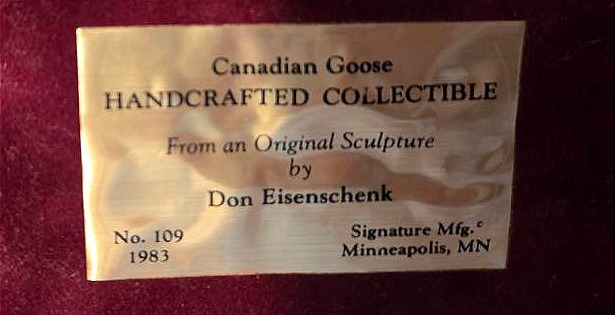 Canadian Goose
HANDCRAFTED COLLECTIBLE
From an Original Sculpture
by
Don Eisenschenk
No. 109
1983
Signature Mfg.c
Minneapolis, MN